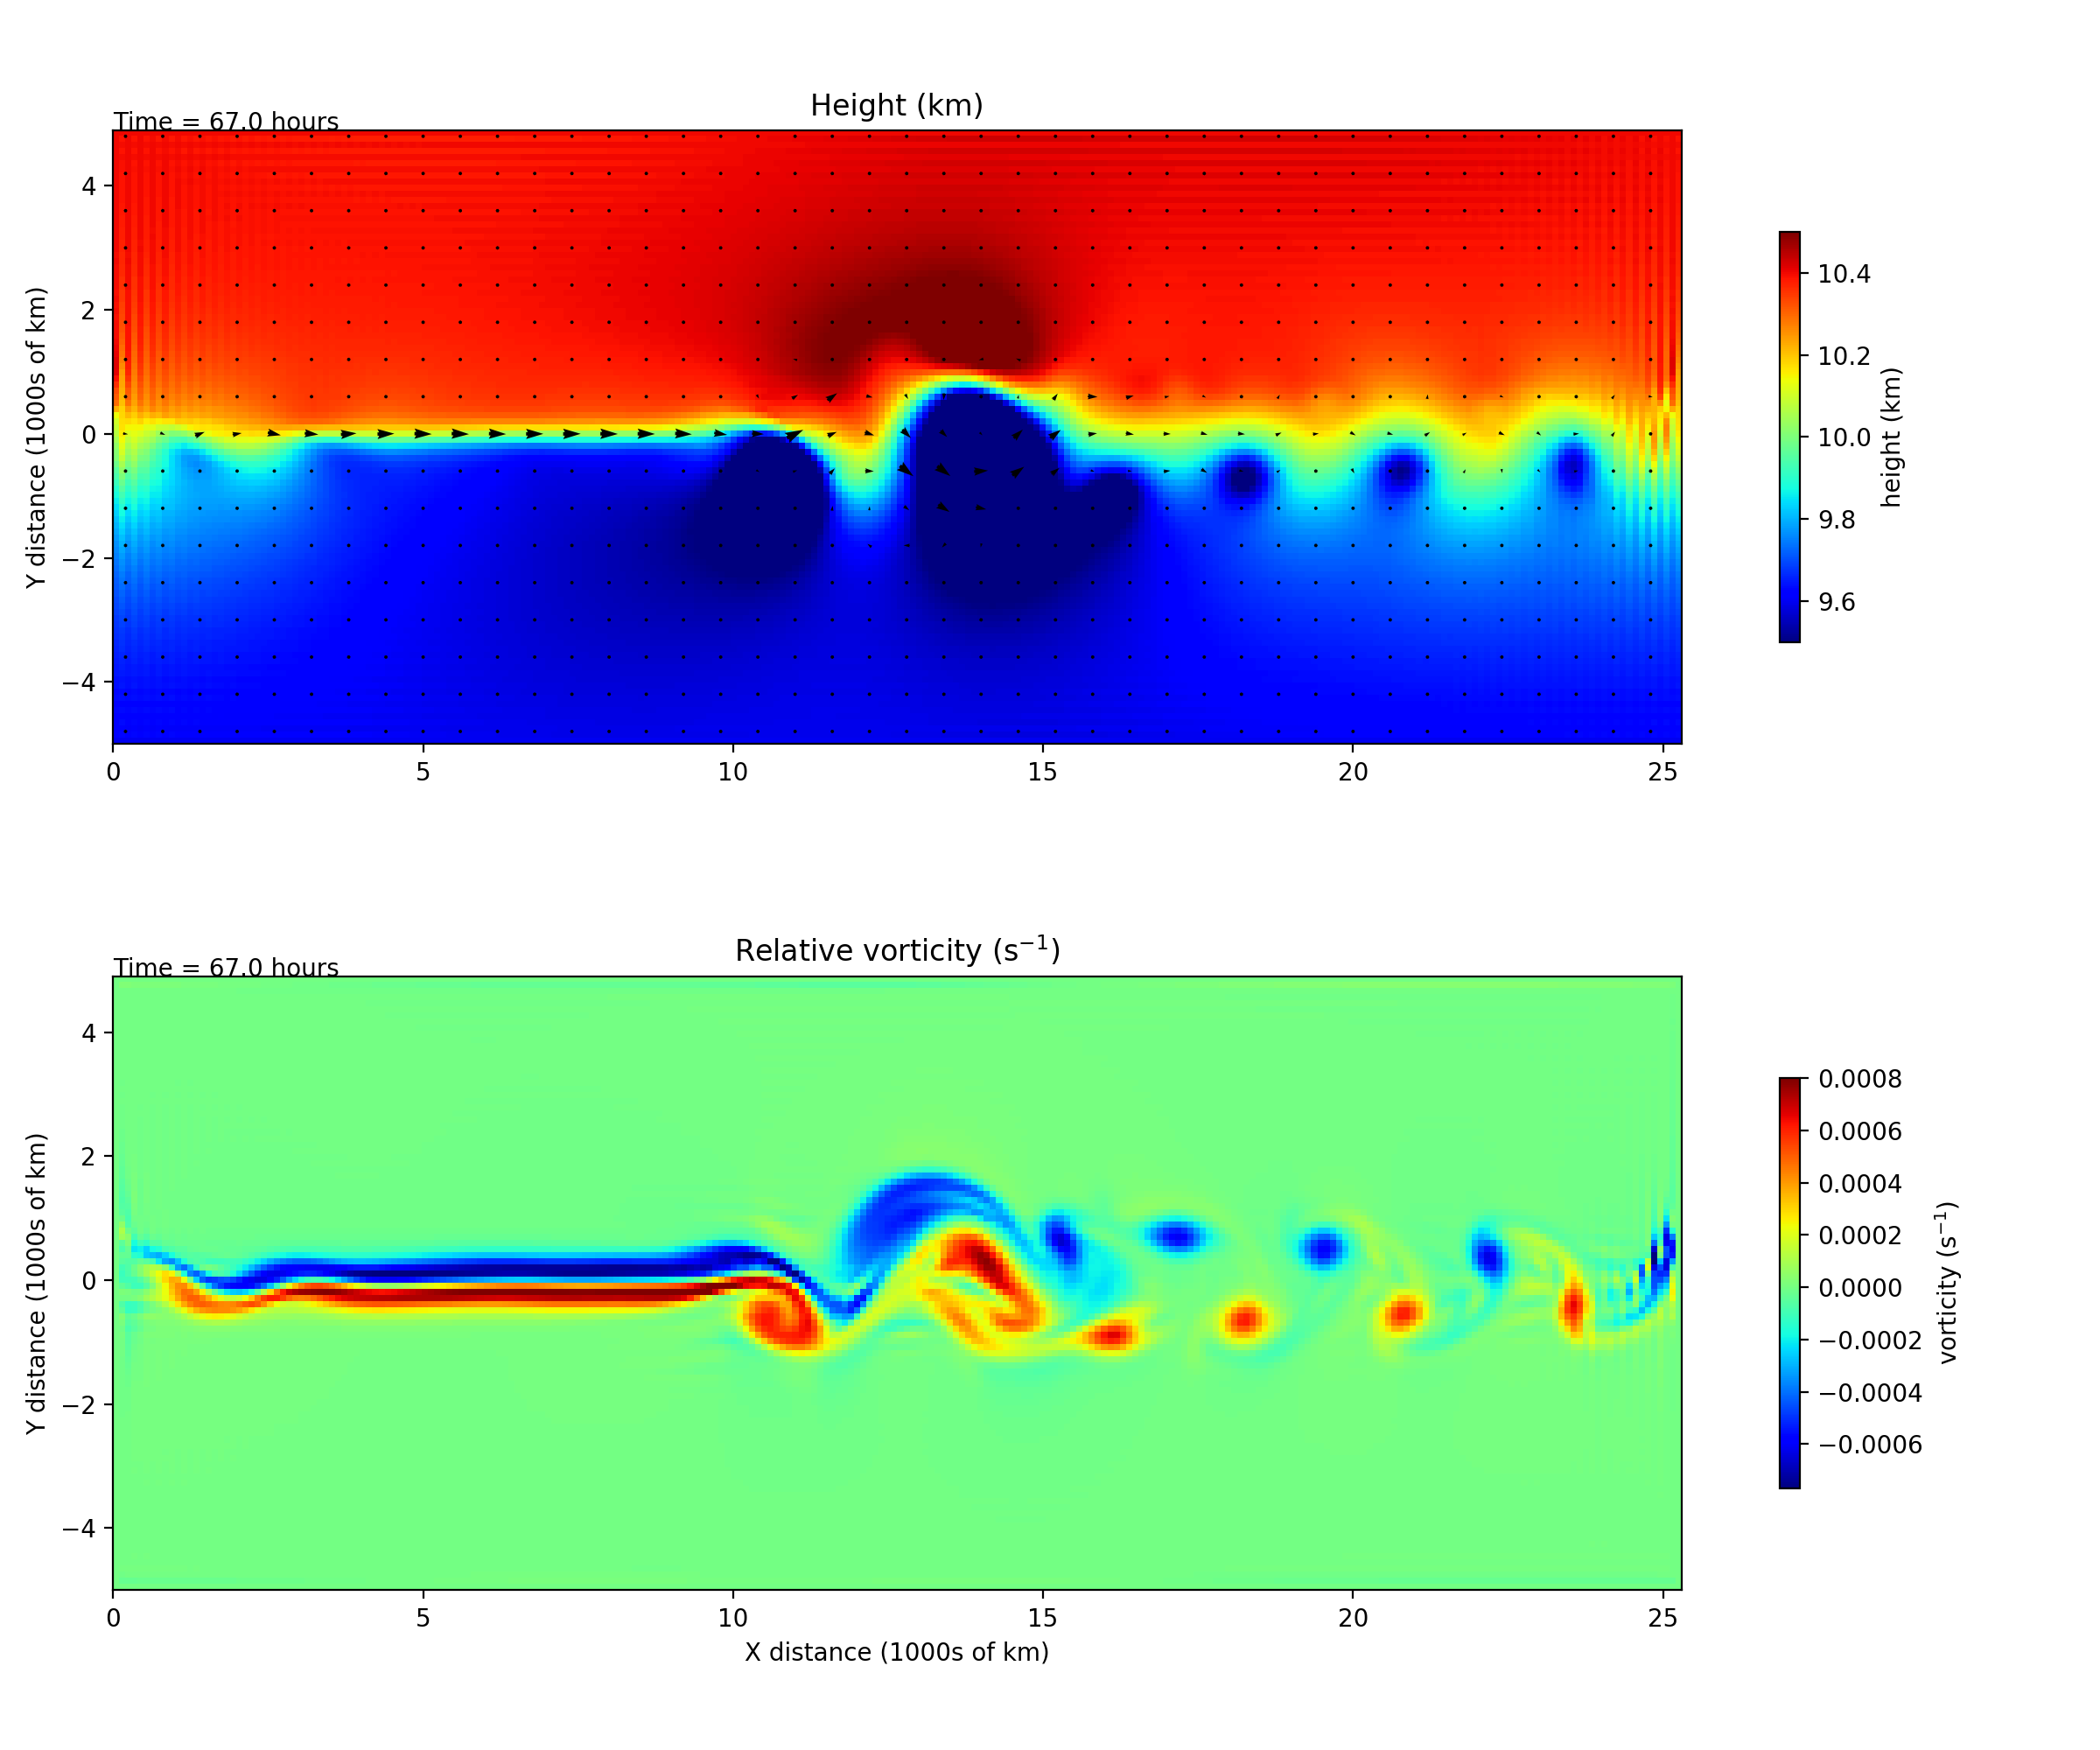 Height (km)
Time = 67.0 hours
Y distance (1000s of km)
4
2
0
−2
−4
0 5 10 15 20 25
10.4
10.2
10.0
9.8
9.6
height (km)
Relative vorticity (s⁻¹)
Time = 67.0 hours
Y distance (1000s of km)
4
2
0
−2
−4
0 5 10 15 20 25
X distance (1000s of km)
0.0008
0.0006
0.0004
0.0002
0.0000
−0.0002
−0.0004
−0.0006
vorticity (s⁻¹)